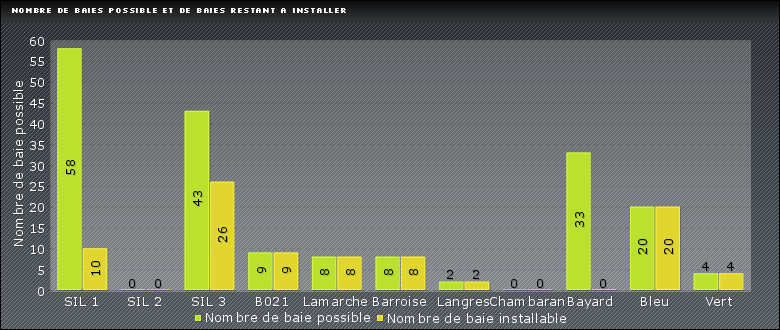 NOMBRE DE BAIES POSSIBLE ET DE BAIES RESTANT A INSTALLER
Nombre de baie possible
60
55
50
45
40
35
30
25
20
15
10
5
0
58 10 0 0 43 26 9 9 8 8 8 8 2 2 0 0 33 0 20 20 4 4
SIL 1 SIL 2 SIL 3 B021 Lamarche Barroise Langres Chambaran Bayard Bleu Vert
Nombre de baie possible Nombre de baie installable